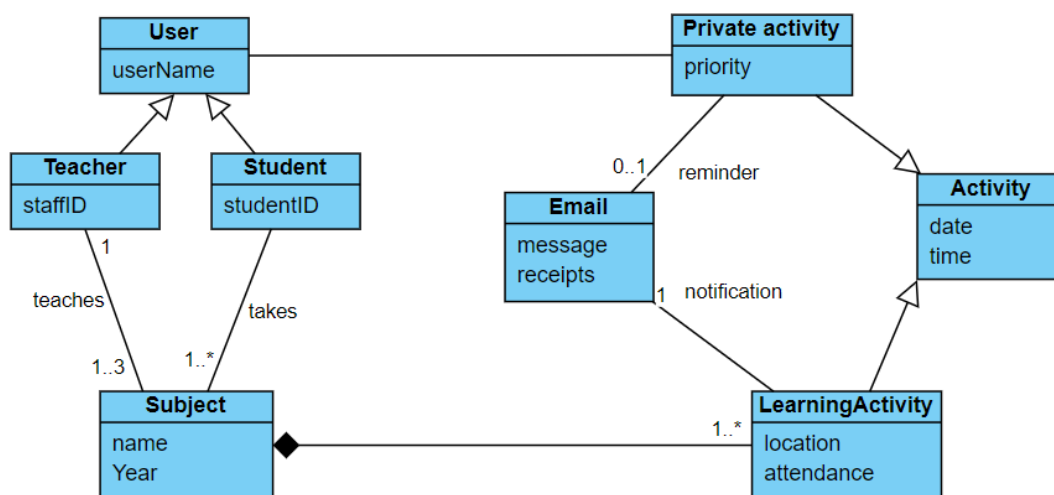 User
userName
Private activity
priority
Teacher
staffID
Student
studentID
0..1
reminder
Email
message
receipts
Activity
date
time
1
teaches
takes
1
notification
1..3
1..*
Subject
name
Year
1..*
LearningActivity
location
attendance